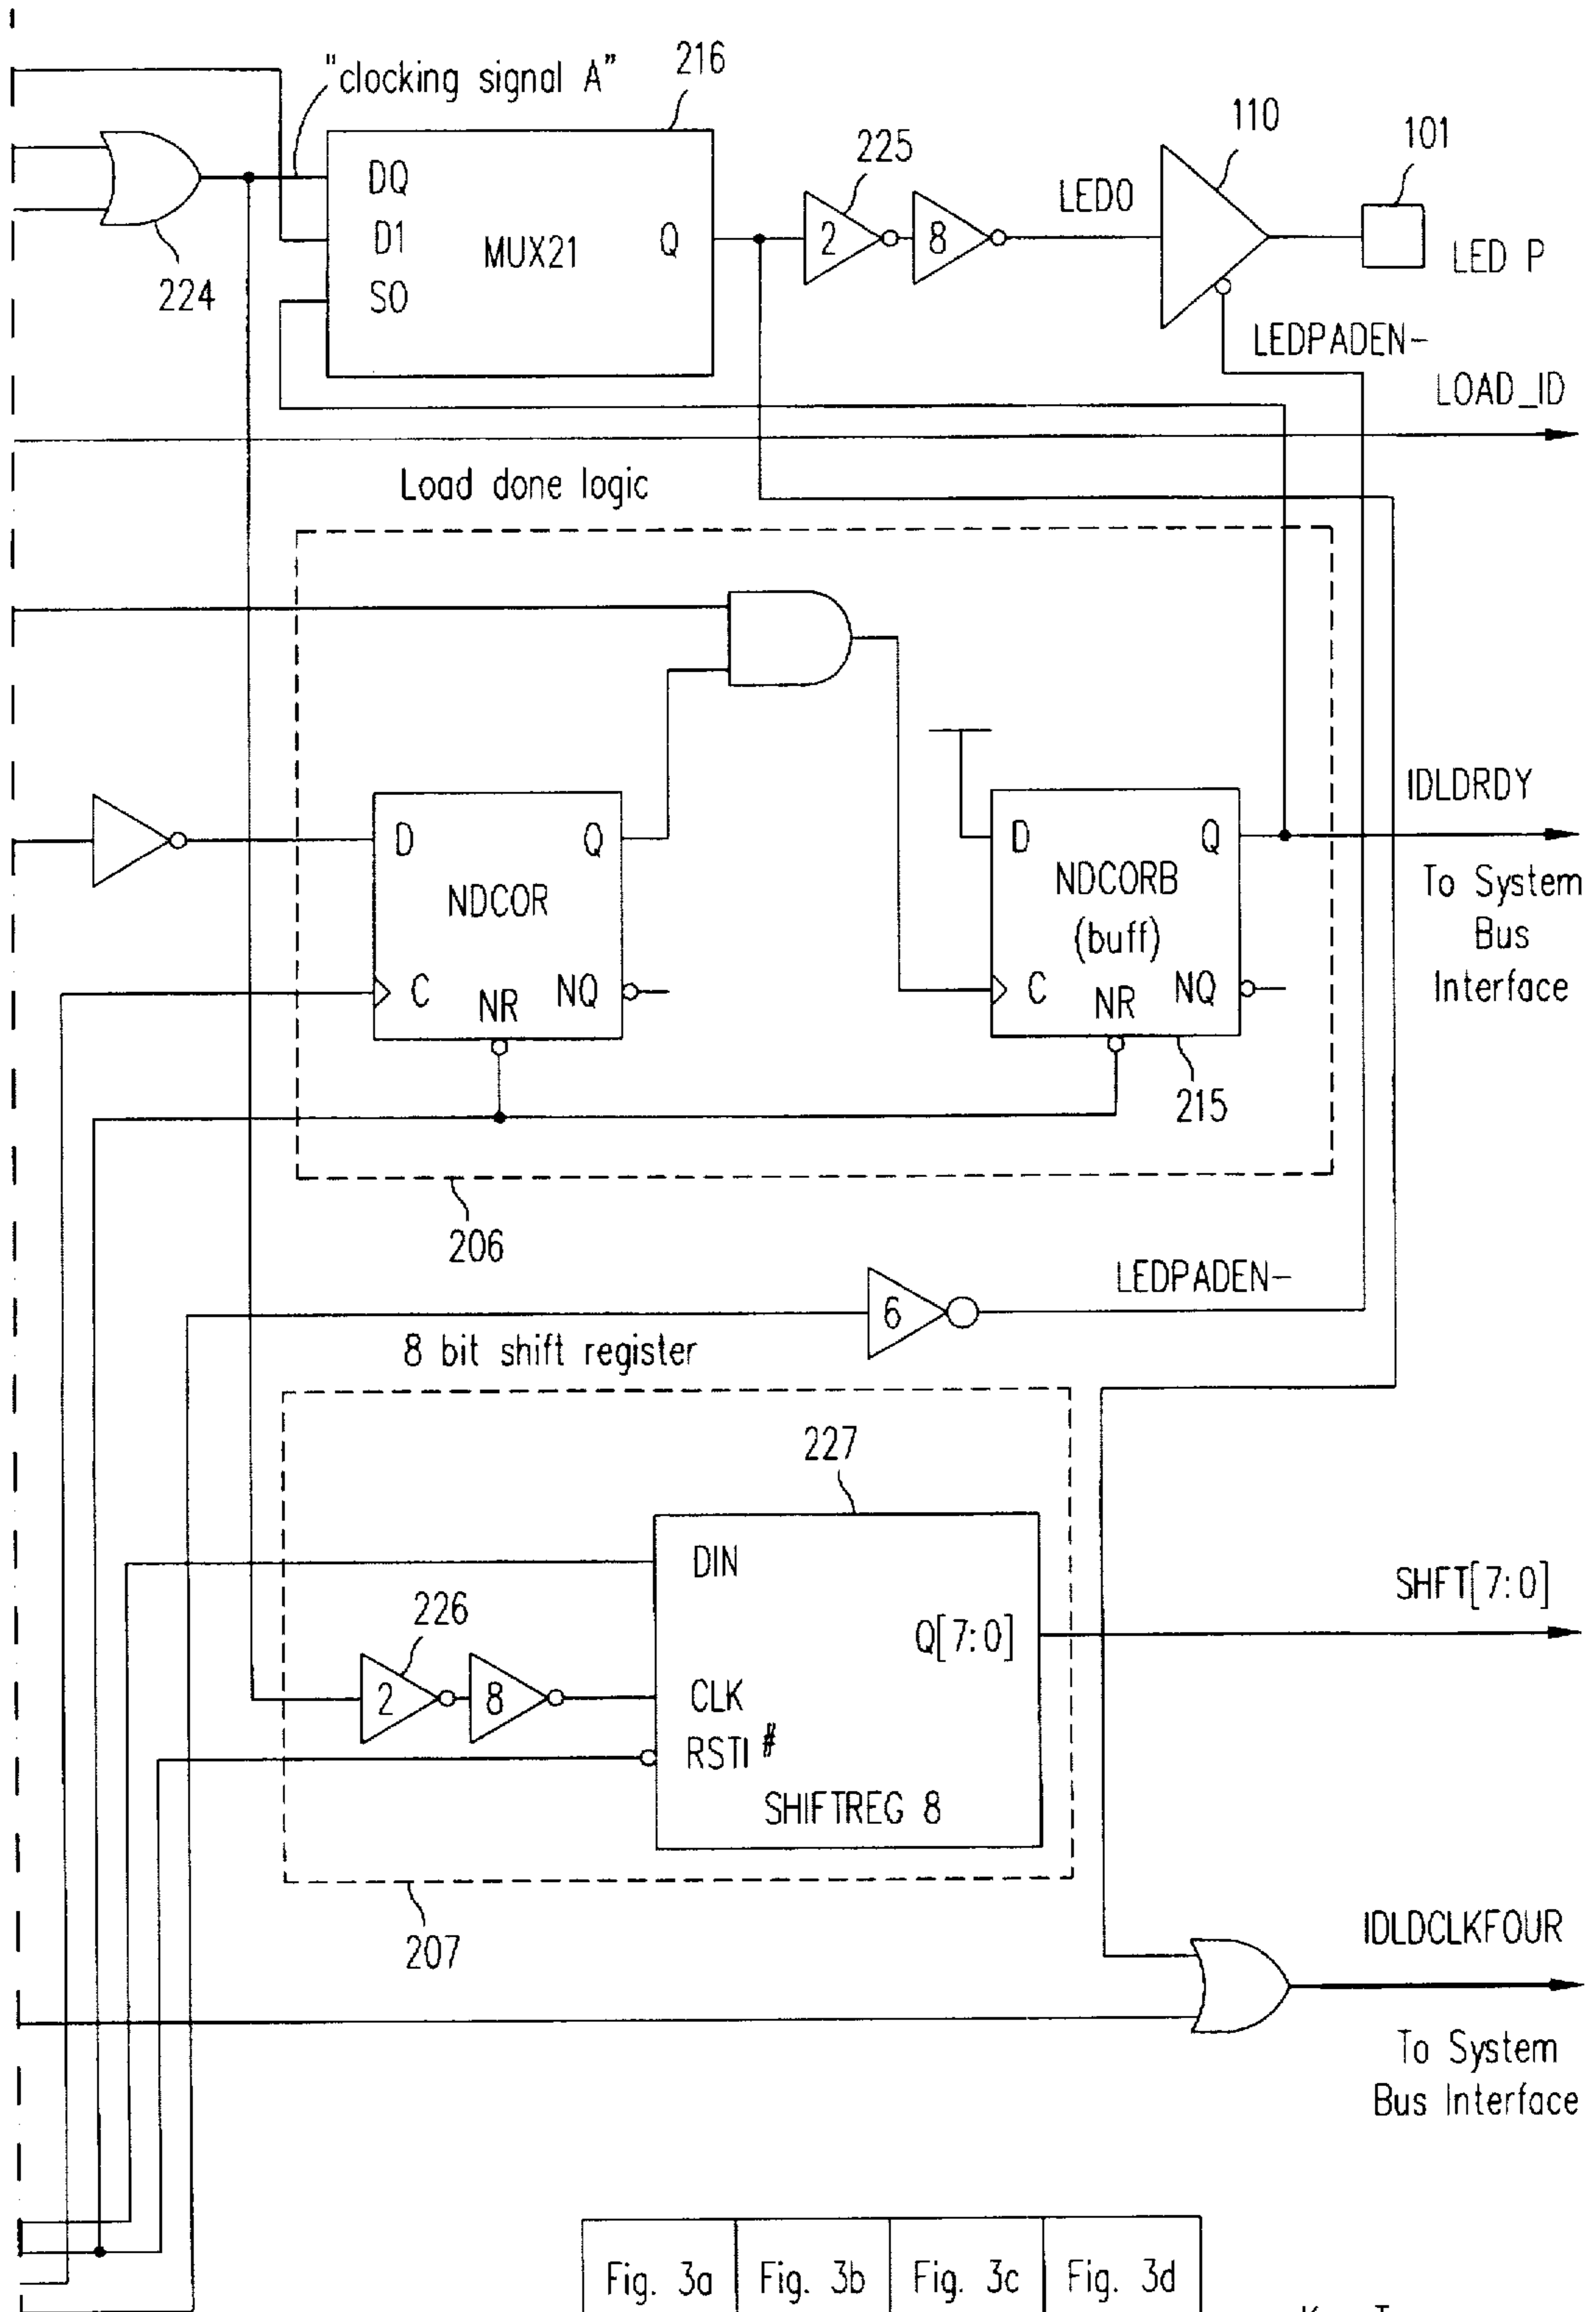 "clocking signal A"
216
225
110
101
224
DQ
D1
S0
MUX21
Q
2
8
LED0
LED P
LEDPADEN-
LOAD_ID
Load done logic
D
Q
NDCOR
C
NR
NQ
D
Q
NDCORB
(buff)
C
NR
NQ
215
IDLDRDY
To System
Bus
Interface
206
6
LEDPADEN-
8 bit shift register
227
DIN
Q[7:0]
226
2
8
CLK
RSTI #
SHIFTREG 8
SHFT[7:0]
207
IDLDCLKFOUR
To System
Bus Interface
Fig. 3a
Fig. 3b
Fig. 3c
Fig. 3d